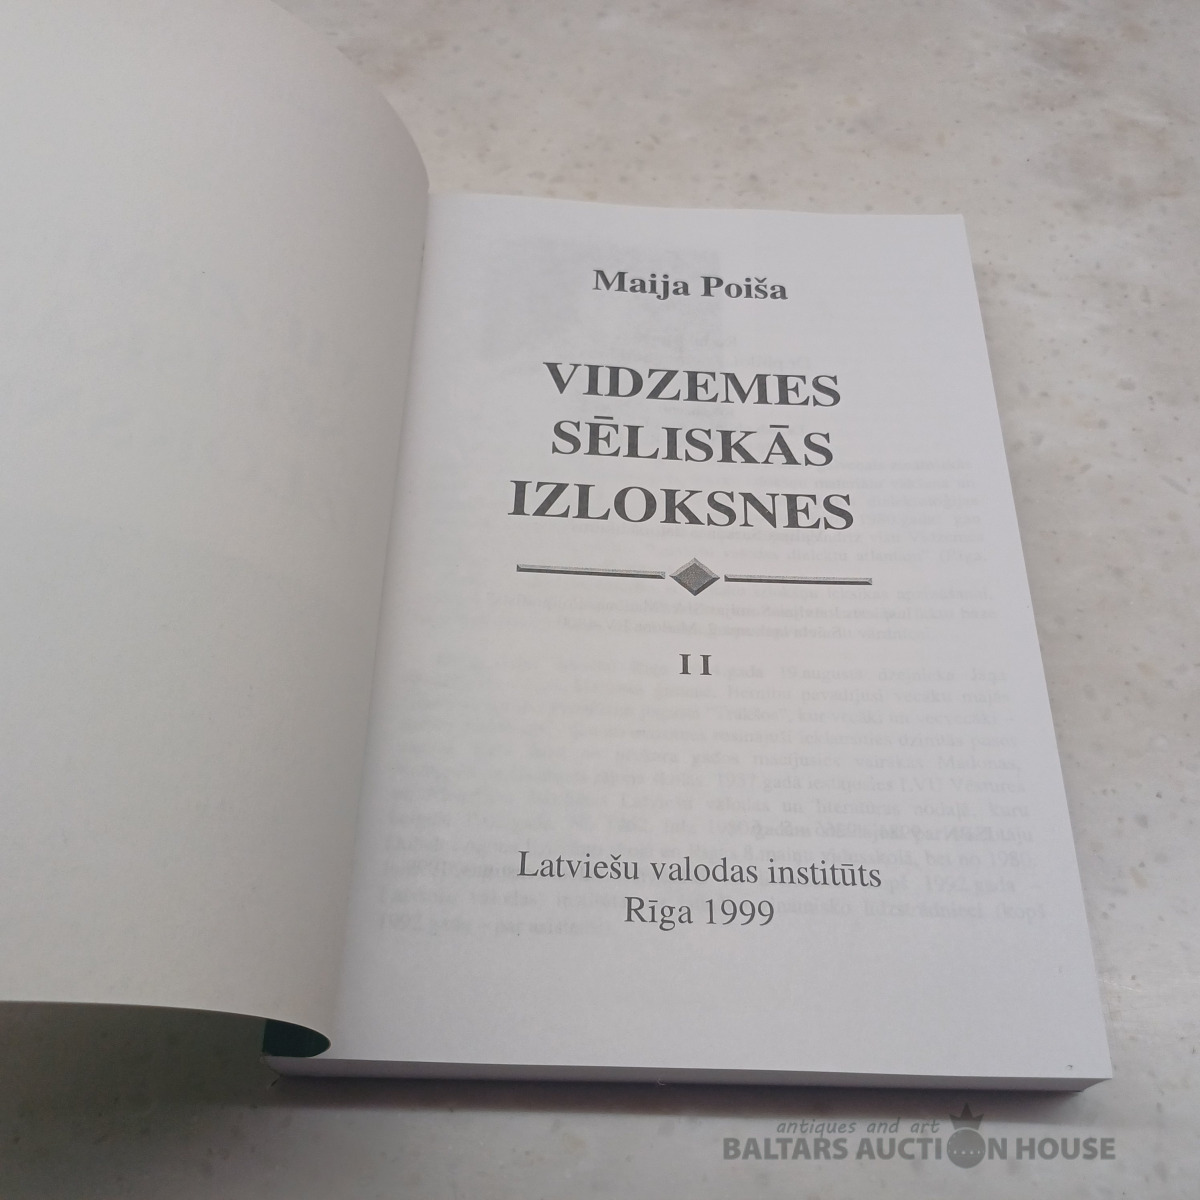 Maija Poiša
VIDZEMES
SĒLISKĀS
IZLOKSNES
II
Latviešu valodas institūts
Rīga 1999
antiques and art
BALTARS AUCTION HOUSE